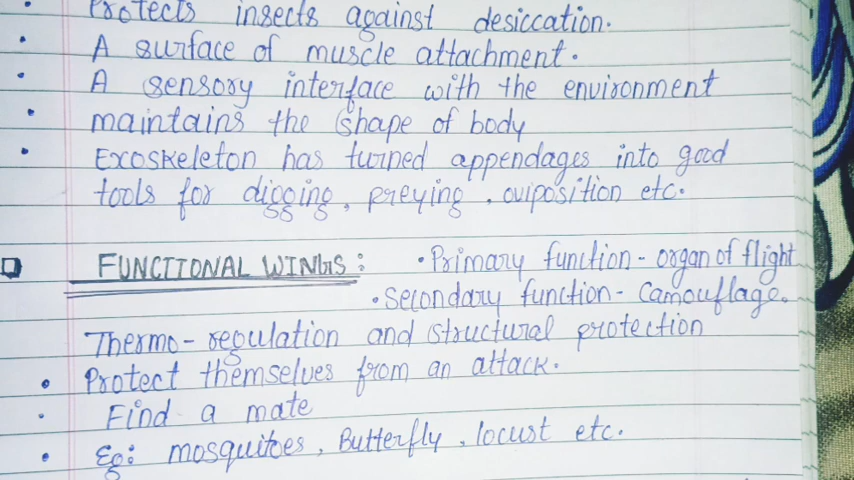 Protects insects against desiccation.
• A surface of muscle attachment.
• A sensory interface with the environment
• maintains the shape of body
• Exoskeleton has turned appendages into good
tools for digging, preying, oviposition etc.
FUNCTIONAL WINGS: • Primary function - organ of flight
• Secondary function - Camouflage.
Thermo-regulation and structural protection
• Protect themselves from an attack.
• Find a mate
• Eg: mosquitoes, Butterfly, locust etc.